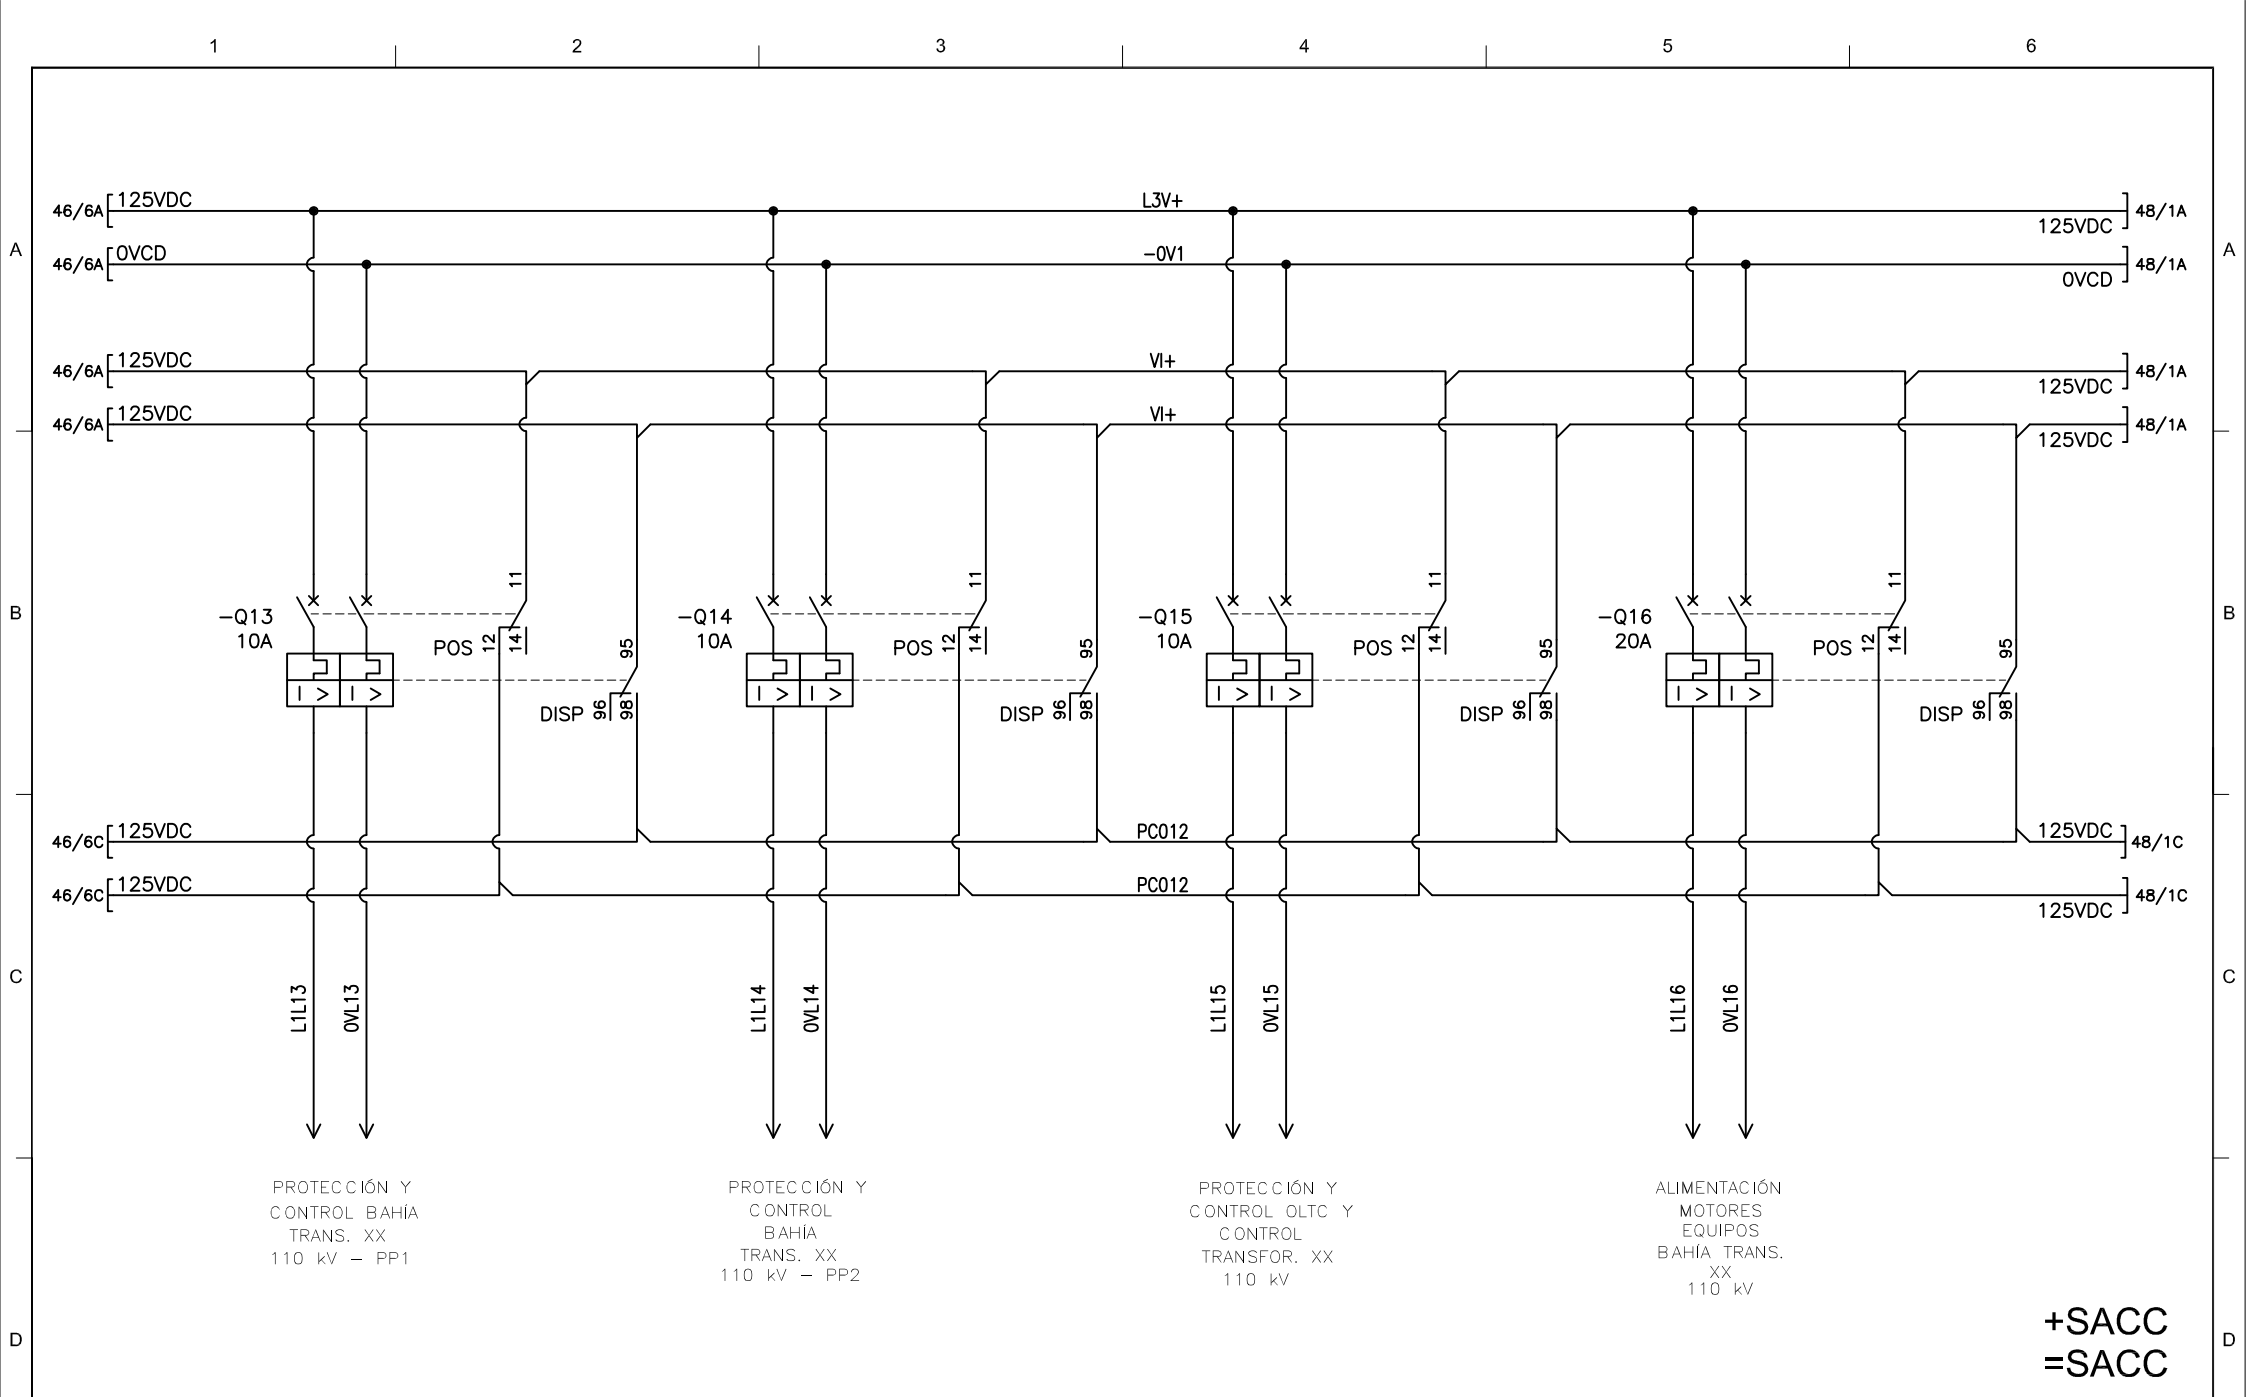 1 2 3 4 5 6
46/6A 125VDC L3V+ 125VDC 48/1A
A 46/6A 0VCD -0V1 0VCD 48/1A A
46/6A 125VDC VI+ 125VDC 48/1A
46/6A 125VDC VI+ 125VDC 48/1A
11 11 11 11
B -Q13 -Q14 -Q15 -Q16 B
10A 10A 10A 20A
POS 12 14 95 POS 12 14 95 POS 12 14 95 POS 12 14 95
I > I > I > I > I > I > I > I >
DISP 96 98 DISP 96 98 DISP 96 98 DISP 96 98
46/6C 125VDC PC012 125VDC 48/1C
46/6C 125VDC PC012 125VDC 48/1C
C C
L1L13 0VL13 L1L14 0VL14 L1L15 0VL15 L1L16 0VL16
PROTECCIÓN Y
CONTROL BAHÍA
TRANS. XX
110 kV - PP1
PROTECCIÓN Y
CONTROL
BAHÍA
TRANS. XX
110 kV - PP2
PROTECCIÓN Y
CONTROL OLTC Y
CONTROL
TRANSFOR. XX
110 kV
ALIMENTACIÓN
MOTORES
EQUIPOS
BAHÍA TRANS.
XX
110 kV
+SACC
D D
=SACC